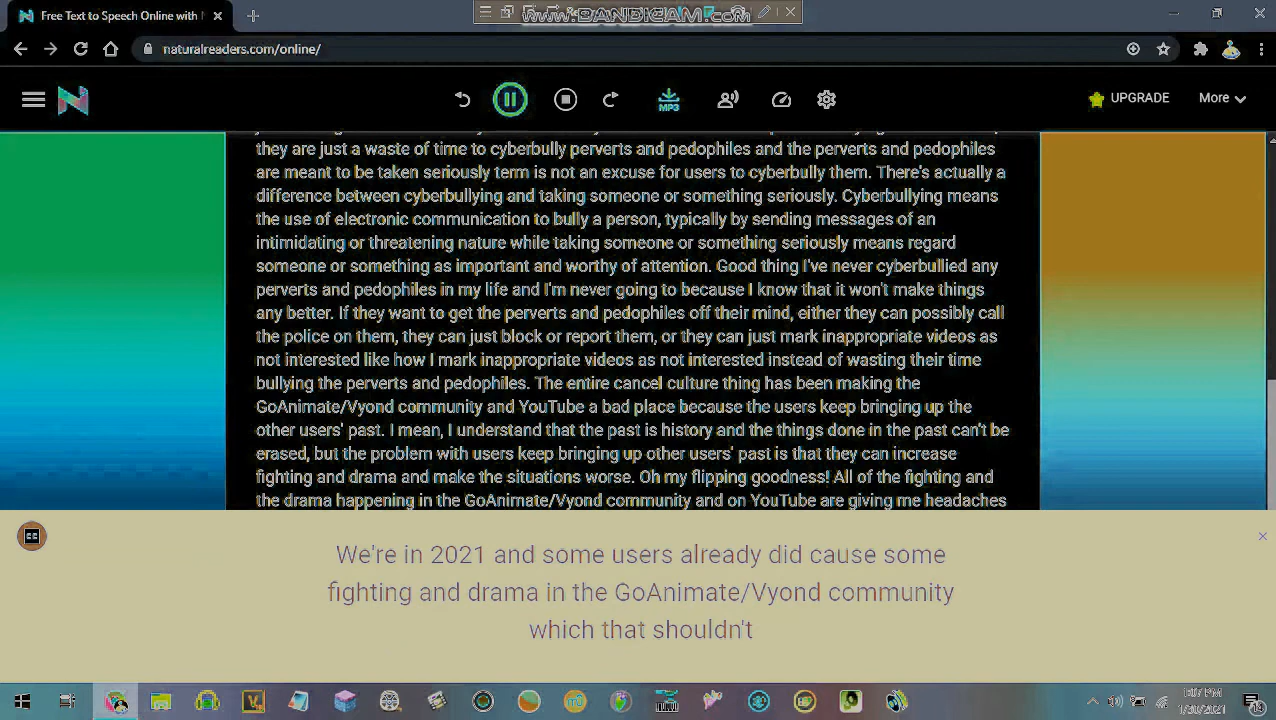 Free Text to Speech Online with N
www.BANDICAM.com
naturalreaders.com/online/
MP3
UPGRADE
More
they are just a waste of time to cyberbully perverts and pedophiles and the perverts and pedophiles
are meant to be taken seriously term is not an excuse for users to cyberbully them. There's actually a
difference between cyberbullying and taking someone or something seriously. Cyberbullying means
the use of electronic communication to bully a person, typically by sending messages of an
intimidating or threatening nature while taking someone or something seriously means regard
someone or something as important and worthy of attention. Good thing I've never cyberbullied any
perverts and pedophiles in my life and I'm never going to because I know that it won't make things
any better. If they want to get the perverts and pedophiles off their mind, either they can possibly call
the police on them, they can just block or report them, or they can just mark inappropriate videos as
not interested like how I mark inappropriate videos as not interested instead of wasting their time
bullying the perverts and pedophiles. The entire cancel culture thing has been making the
GoAnimate/Vyond community and YouTube a bad place because the users keep bringing up the
other users' past. I mean, I understand that the past is history and the things done in the past can't be
erased, but the problem with users keep bringing up other users' past is that they can increase
fighting and drama and make the situations worse. Oh my flipping goodness! All of the fighting and
the drama happening in the GoAnimate/Vyond community and on YouTube are giving me headaches
We're in 2021 and some users already did cause some
fighting and drama in the GoAnimate/Vyond community
which that shouldn't